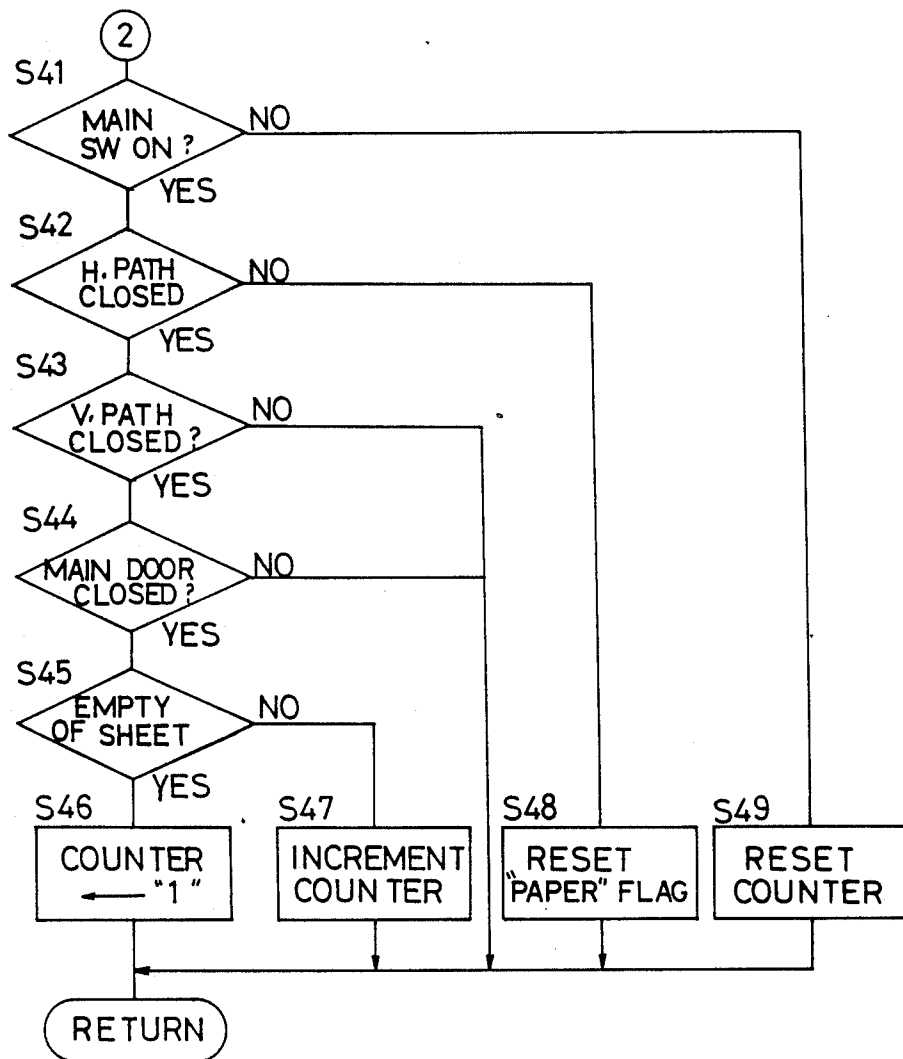 2
S41
MAIN
SW ON?
NO
YES
S42
H. PATH
CLOSED
NO
YES
S43
V. PATH
CLOSED?
NO
YES
S44
MAIN DOOR
CLOSED?
NO
YES
S45
EMPTY
OF SHEET
NO
YES
S46
COUNTER
← "1"
S47
INCREMENT
COUNTER
S48
RESET
"PAPER" FLAG
S49
RESET
COUNTER
RETURN